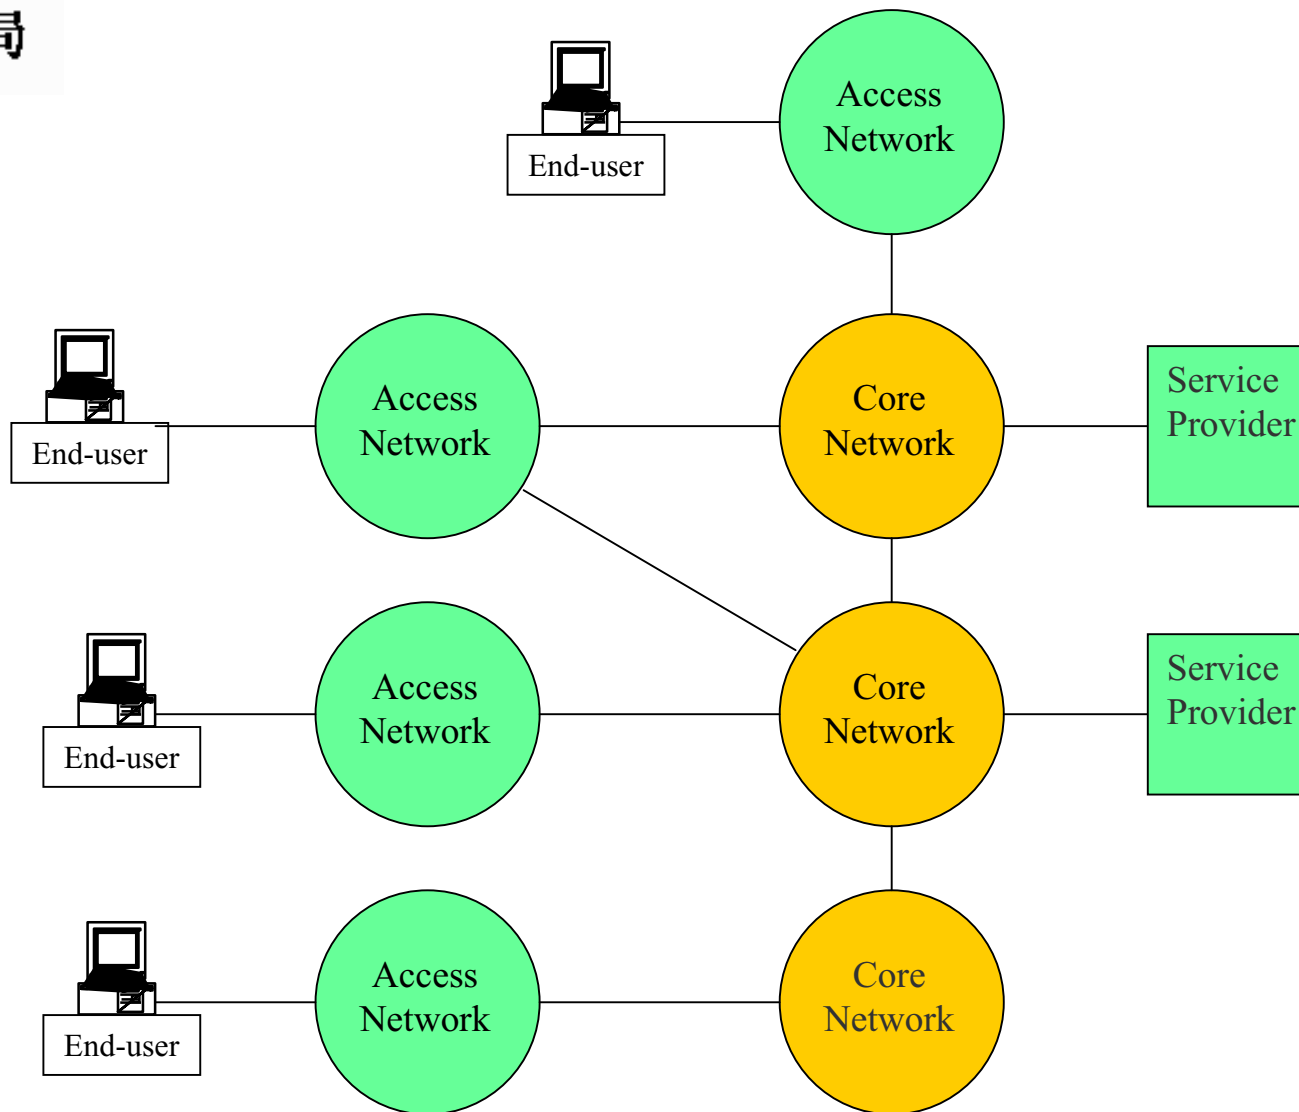 局
Access
Network
End-user
Access
Network
Core
Network
Service
Provider
End-user
Access
Network
Core
Network
Service
Provider
End-user
Access
Network
Core
Network
End-user